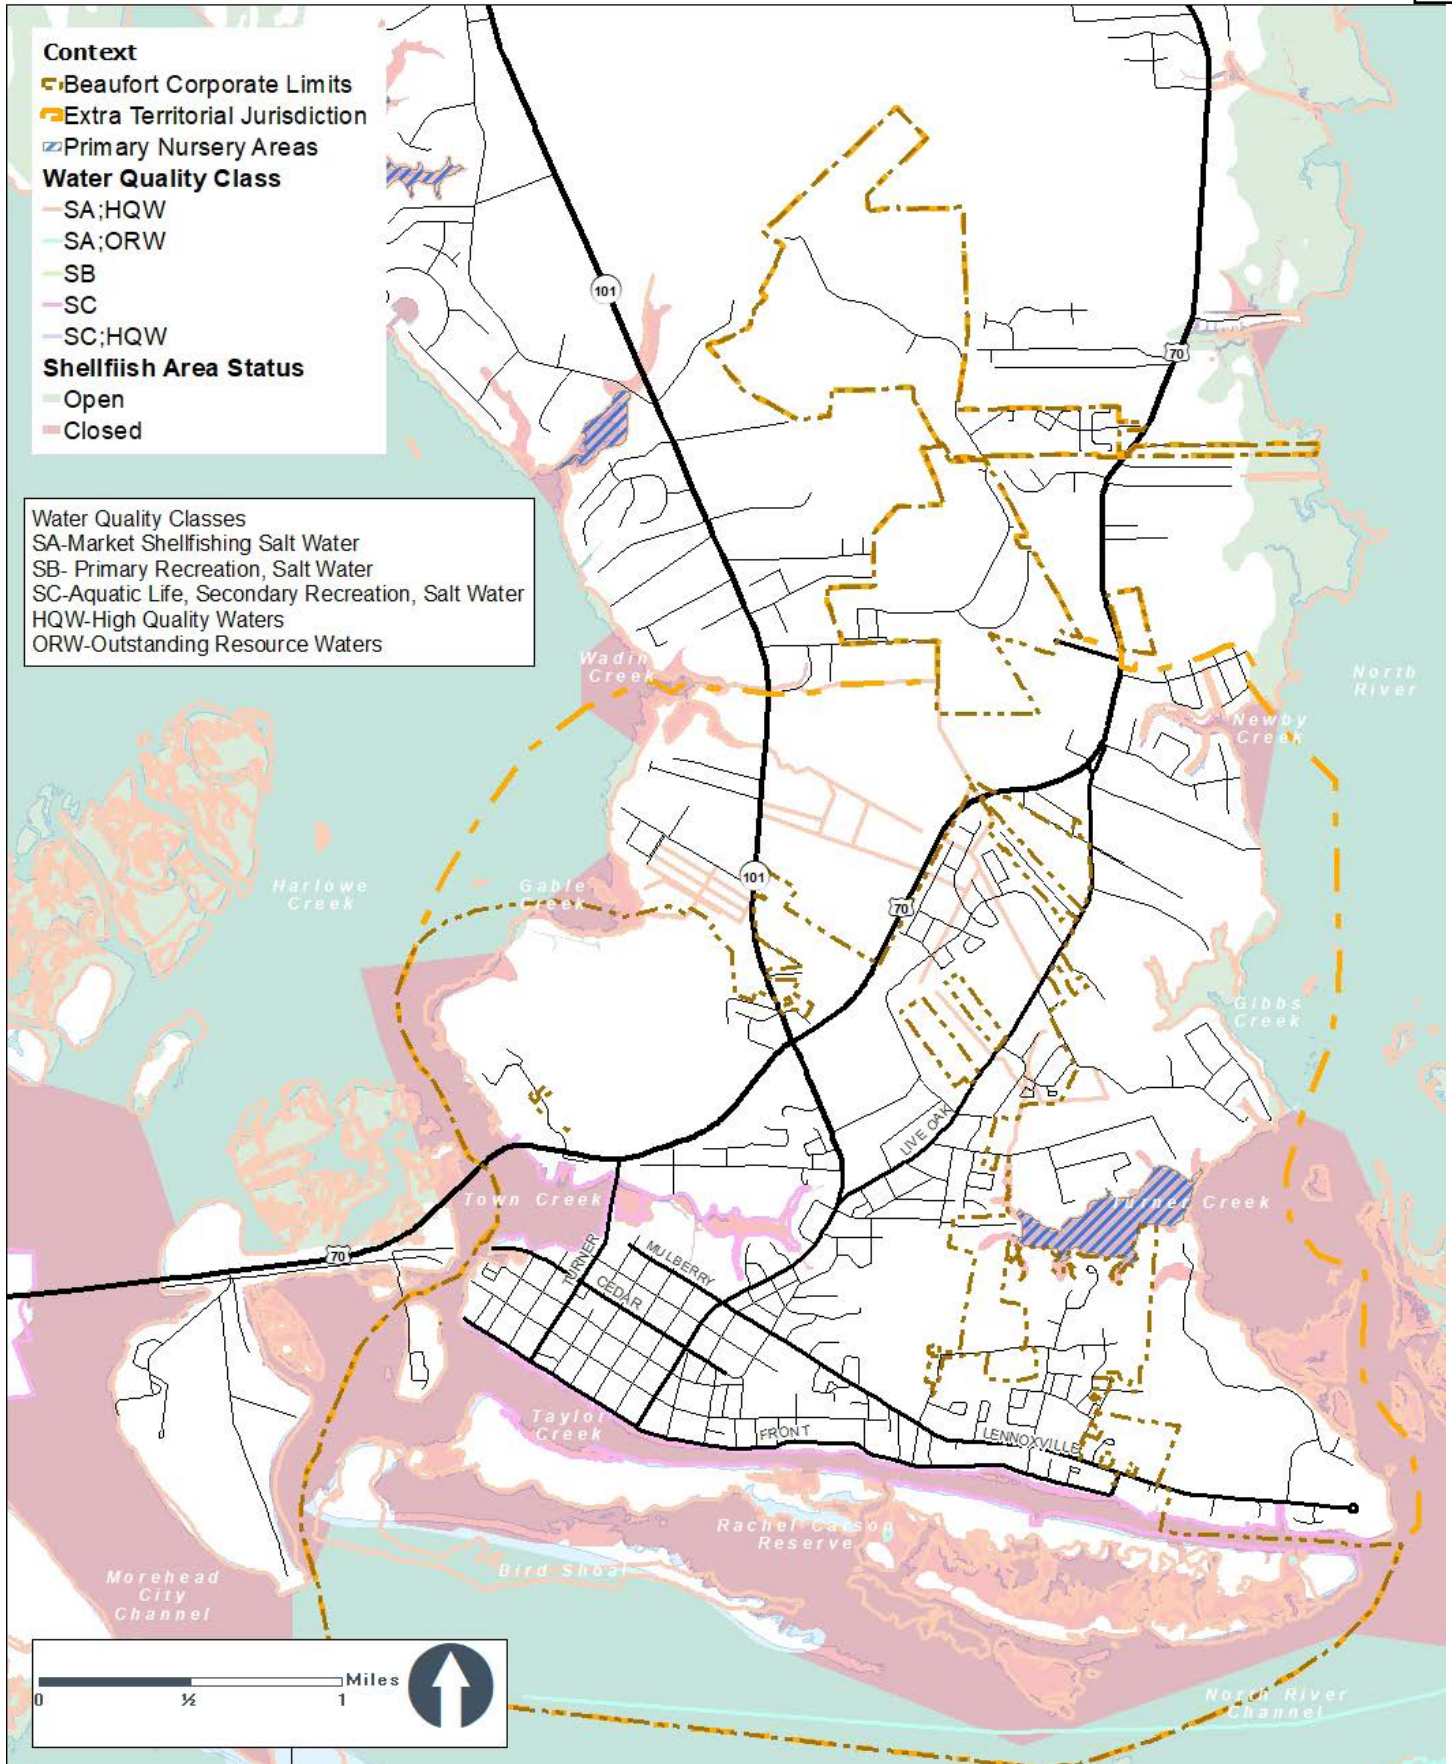 Context
Beaufort Corporate Limits
Extra Territorial Jurisdiction
Primary Nursery Areas
Water Quality Class
SA;HQW
SA;ORW
SB
SC
SC;HQW
Shellfiish Area Status
Open
Closed
Water Quality Classes
SA-Market Shellfishing Salt Water
SB- Primary Recreation, Salt Water
SC-Aquatic Life, Secondary Recreation, Salt Water
HQW-High Quality Waters
ORW-Outstanding Resource Waters
101
70
Wadin
Creek
North
River
Newby
Creek
Harlowe
Creek
Gable
Creek
101
70
Gibbs
Creek
LIVE OAK
Town Creek
Turner Creek
70
TURNER
MULBERRY
CEDAR
Taylor
Creek
FRONT
LENNOXVILLE
Rachel Carson
Reserve
Bird Shoal
Morehead
City
Channel
North River
Channel
Miles
0
½
1